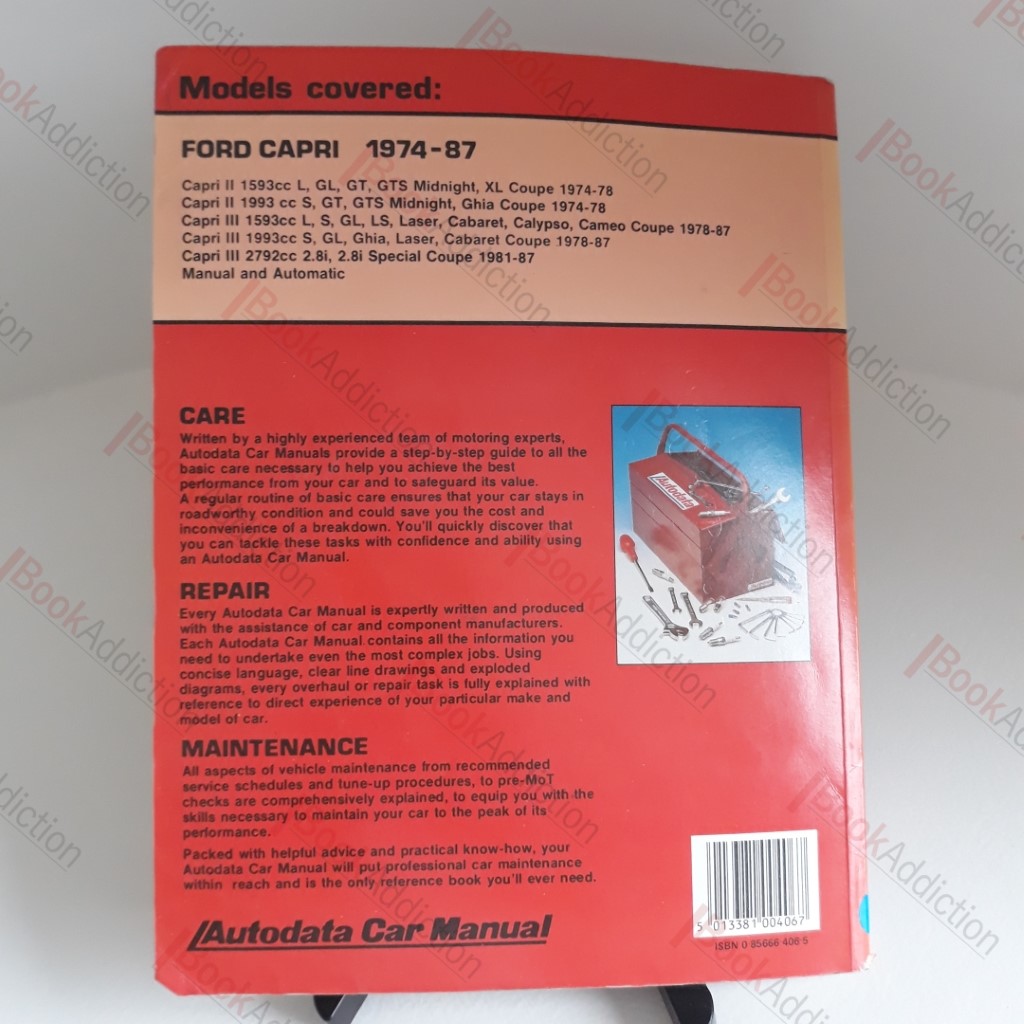 Models covered:
FORD CAPRI 1974-87
Capri II 1593cc L, GL, GT, GTS Midnight, XL Coupe 1974-78
Capri II 1993 cc S, GT, GTS Midnight, Ghia Coupe 1974-78
Capri III 1593cc L, S, GL, LS, Laser, Cabaret, Calypso, Cameo Coupe 1978-87
Capri III 1993cc S, GL, Ghia, Laser, Cabaret Coupe 1978-87
Capri III 2792cc 2.8i, 2.8i Special Coupe 1981-87
Manual and Automatic
CARE
Written by a highly experienced team of motoring experts,
Autodata Car Manuals provide a step-by-step guide to all the
basic care necessary to help you achieve the best
performance from your car and to safeguard its value.
A regular routine of basic care ensures that your car stays in
roadworthy condition and could save you the cost and
inconvenience of a breakdown. You'll quickly discover that
you can tackle these tasks with confidence and ability using
an Autodata Car Manual.
Autodata
REPAIR
Every Autodata Car Manual is expertly written and produced
with the assistance of car and component manufacturers.
Each Autodata Car Manual contains all the information you
need to undertake even the most complex jobs. Using
concise language, clear line drawings and exploded
diagrams, every overhaul or repair task is fully explained with
reference to direct experience of your particular make and
model of car.
MAINTENANCE
All aspects of vehicle maintenance from recommended
service schedules and tune-up procedures, to pre-MoT
checks are comprehensively explained, to equip you with the
skills necessary to maintain your car to the peak of its
performance.
Packed with helpful advice and practical know-how, your
Autodata Car Manual will put professional car maintenance
within reach and is the only reference book you'll ever need.
Autodata Car Manual
5 013381 004067
ISBN 0 85666 406 5
BookAddiction